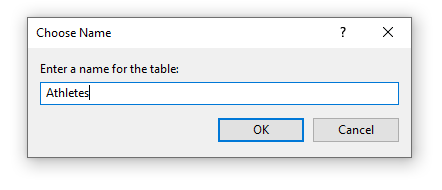 Choose Name
?
Enter a name for the table:
Athletes
OK Cancel